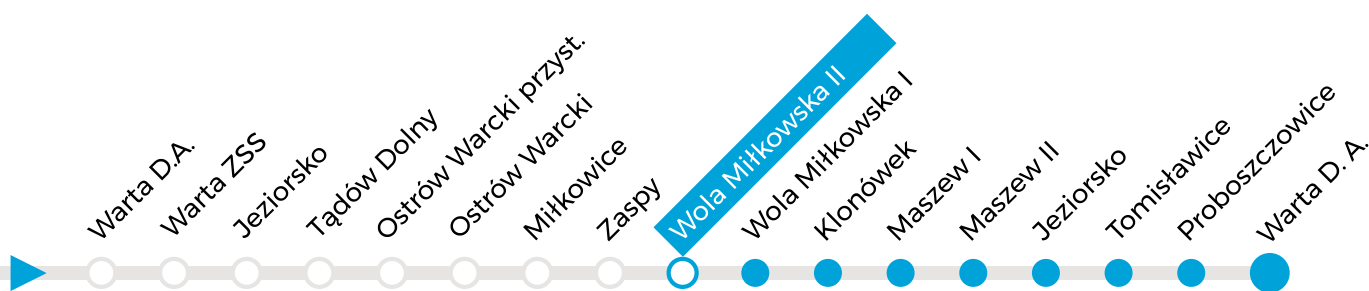 Warta D.A.
Warta ZSS
Jeziorsko
Tądów Dolny
Ostrów Warcki przyst.
Ostrów Warcki
Miłkowice
Zaspy
Wola Miłkowska II
Wola Miłkowska I
Klonówek
Maszew I
Maszew II
Jeziorsko
Tomisławice
Proboszczowice
Warta D. A.